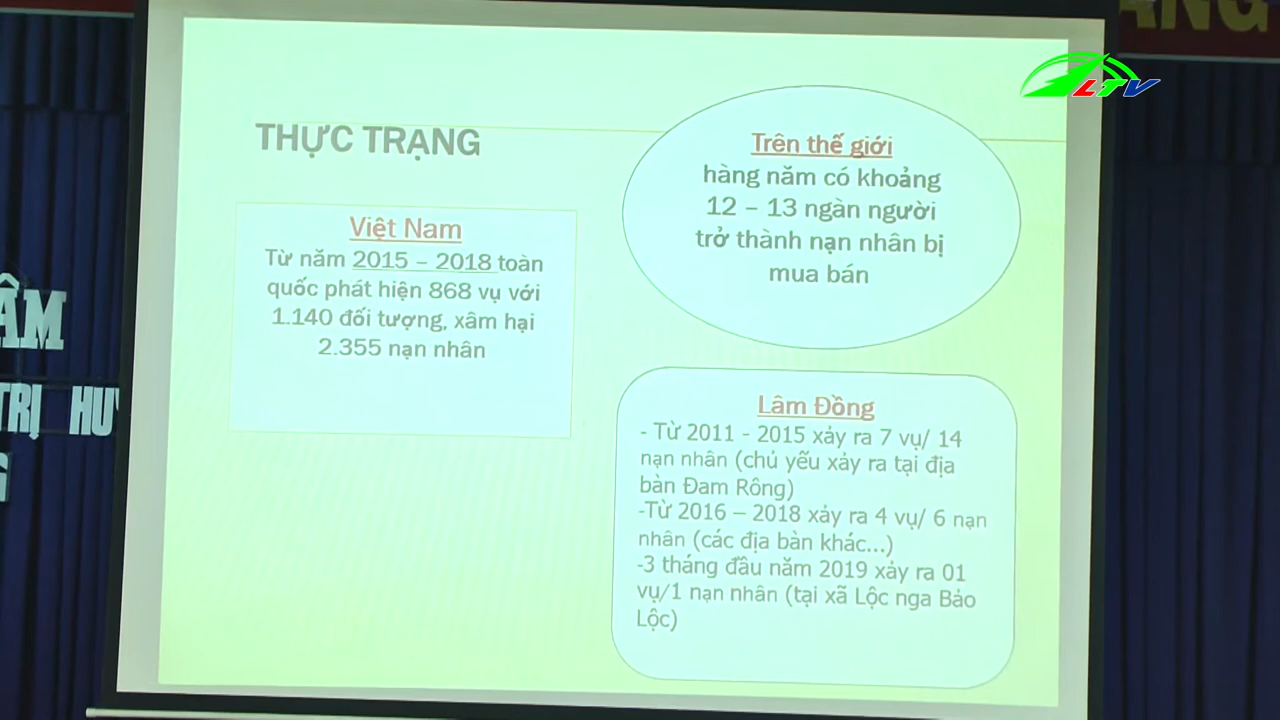 ANG
LTV
THỰC TRẠNG
Việt Nam
Từ năm 2015 – 2018 toàn
quốc phát hiện 868 vụ với
1.140 đối tượng, xâm hại
2.355 nạn nhân
Trên thế giới
hàng năm có khoảng
12 – 13 ngàn người
trở thành nạn nhân bị
mua bán
Lâm Đồng
- Từ 2011 - 2015 xảy ra 7 vụ/ 14
nạn nhân (chủ yếu xảy ra tại địa
bàn Đam Rông)
-Từ 2016 – 2018 xảy ra 4 vụ/ 6 nạn
nhân (các địa bàn khác...)
-3 tháng đầu năm 2019 xảy ra 01
vụ/1 nạn nhân (tại xã Lộc nga Bảo
Lộc)
ÂM
TRỊ HU